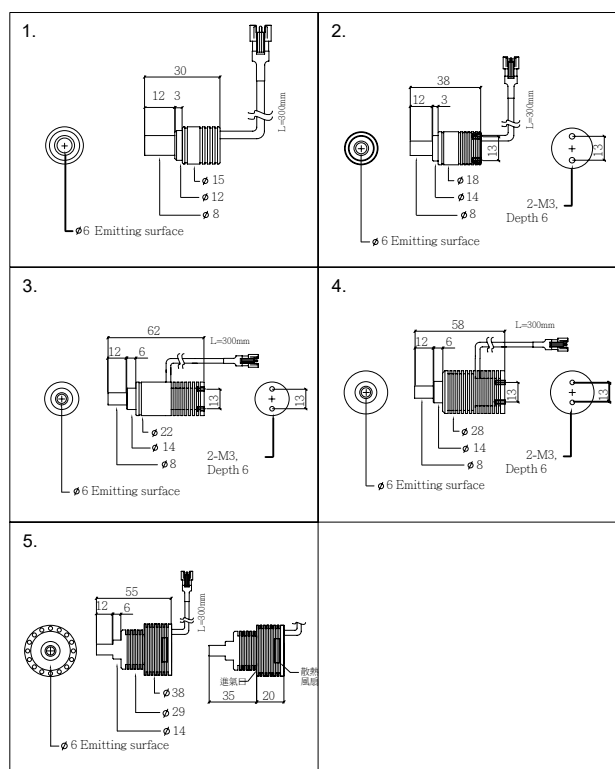 1.
30
12 3
L=300mm
ϕ15
ϕ12
ϕ8
ϕ6 Emitting surface
2.
38
12 3
L=300mm
13
13
ϕ18
ϕ14
ϕ8
2-M3,
Depth 6
ϕ6 Emitting surface
3.
62
L=300mm
12 6
13
13
ϕ22
ϕ14
ϕ8
2-M3,
Depth 6
ϕ6 Emitting surface
4.
58
L=300mm
12 6
13
13
ϕ28
ϕ14
ϕ8
2-M3,
Depth 6
ϕ6 Emitting surface
5.
55
12 6
L=300mm
ϕ38
ϕ29
ϕ14
ϕ6 Emitting surface
進氣口
散熱
風扇
35 20